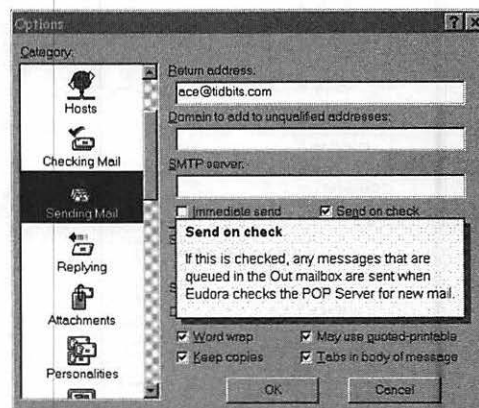 Options
Category:
Hosts
Checking Mail
Sending Mail
Replying
Attachments
Personalities
Return address:
ace@tidbits.com
Domain to add to unqualified addresses:
SMTP server:
Immediate send
Send on check
Send on check
If this is checked, any messages that are
queued in the Out mailbox are sent when
Eudora checks the POP Server for new mail.
Word wrap
May use quoted-printable
Keep copies
Tabs in body of message
OK
Cancel